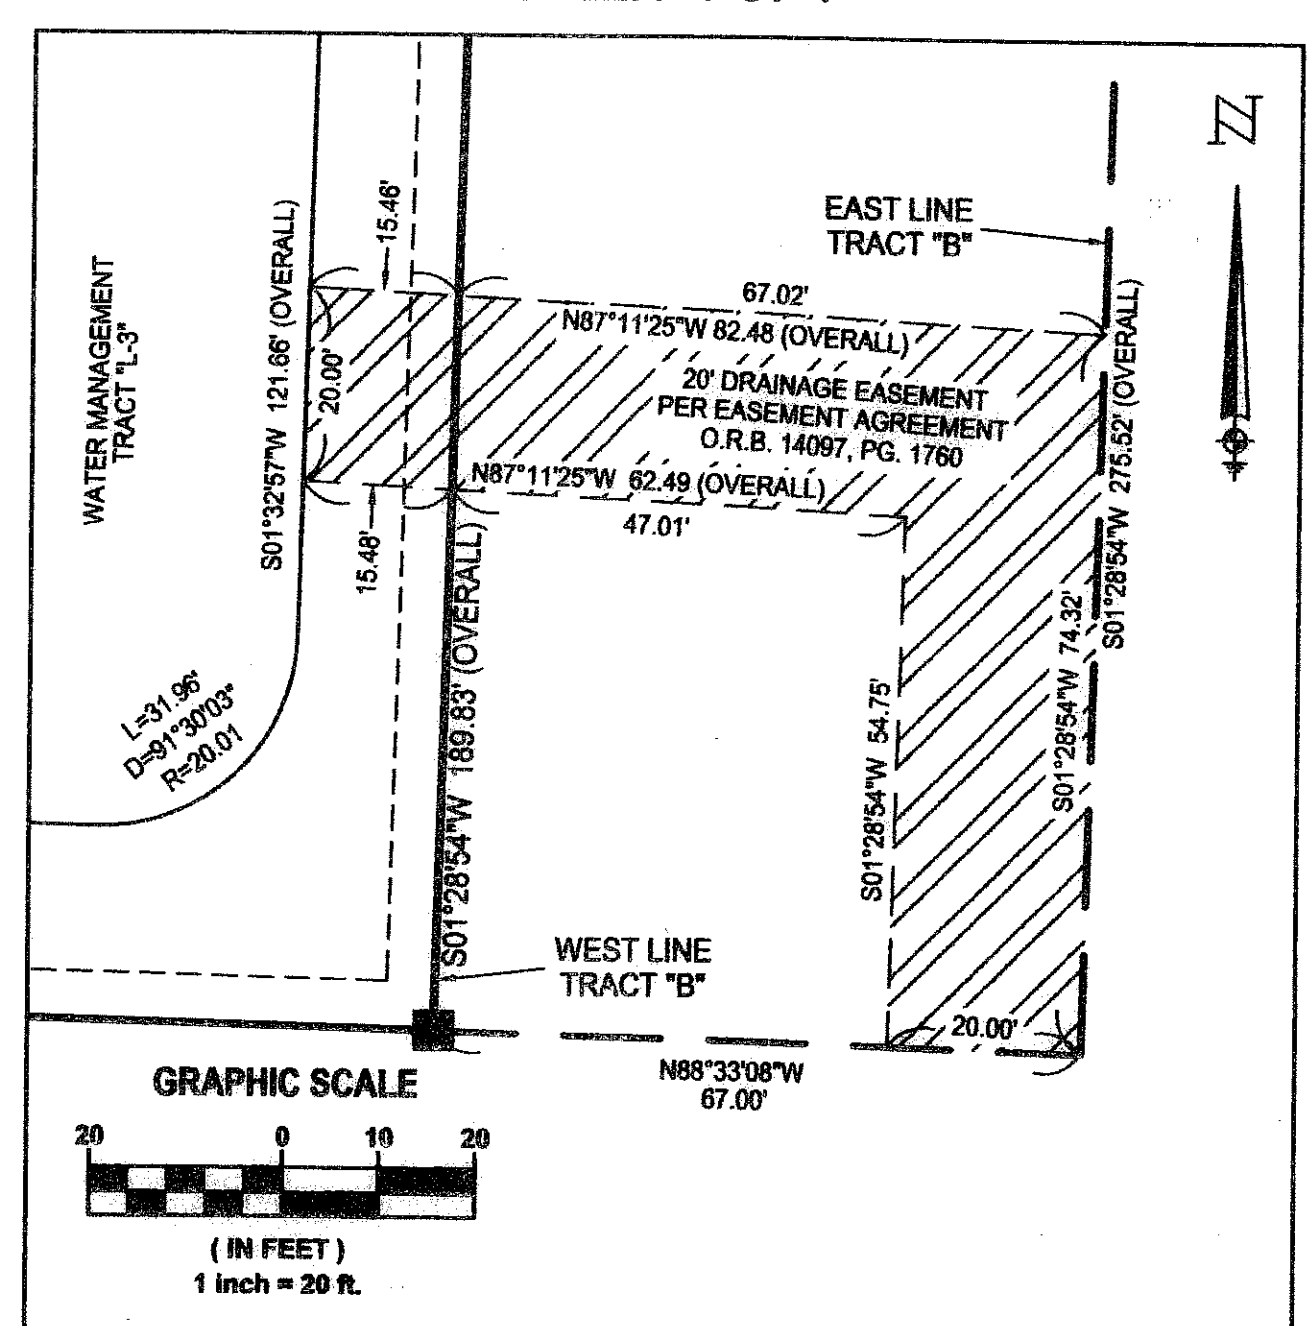 N
15.46'
EAST LINE
TRACT "B"
WATER MANAGEMENT
TRACT "L-3"
S01°32'57"W 121.66' (OVERALL)
20.00'
67.02'
N87°11'25"W 82.48 (OVERALL)
20' DRAINAGE EASEMENT
PER EASEMENT AGREEMENT
O.R.B. 14097, PG. 1760
N87°11'25"W 62.49 (OVERALL)
47.01'
15.48'
S01°28'54"W 275.52' (OVERALL)
S01°28'54"W 74.32'
S01°28'54"W 54.75'
S01°28'54"W 189.83' (OVERALL)
L=31.96'
D=91°30'03"
R=20.01
WEST LINE
TRACT "B"
20.00'
N88°33'08"W
67.00'
GRAPHIC SCALE
20 0 10 20
( IN FEET )
1 inch = 20 ft.